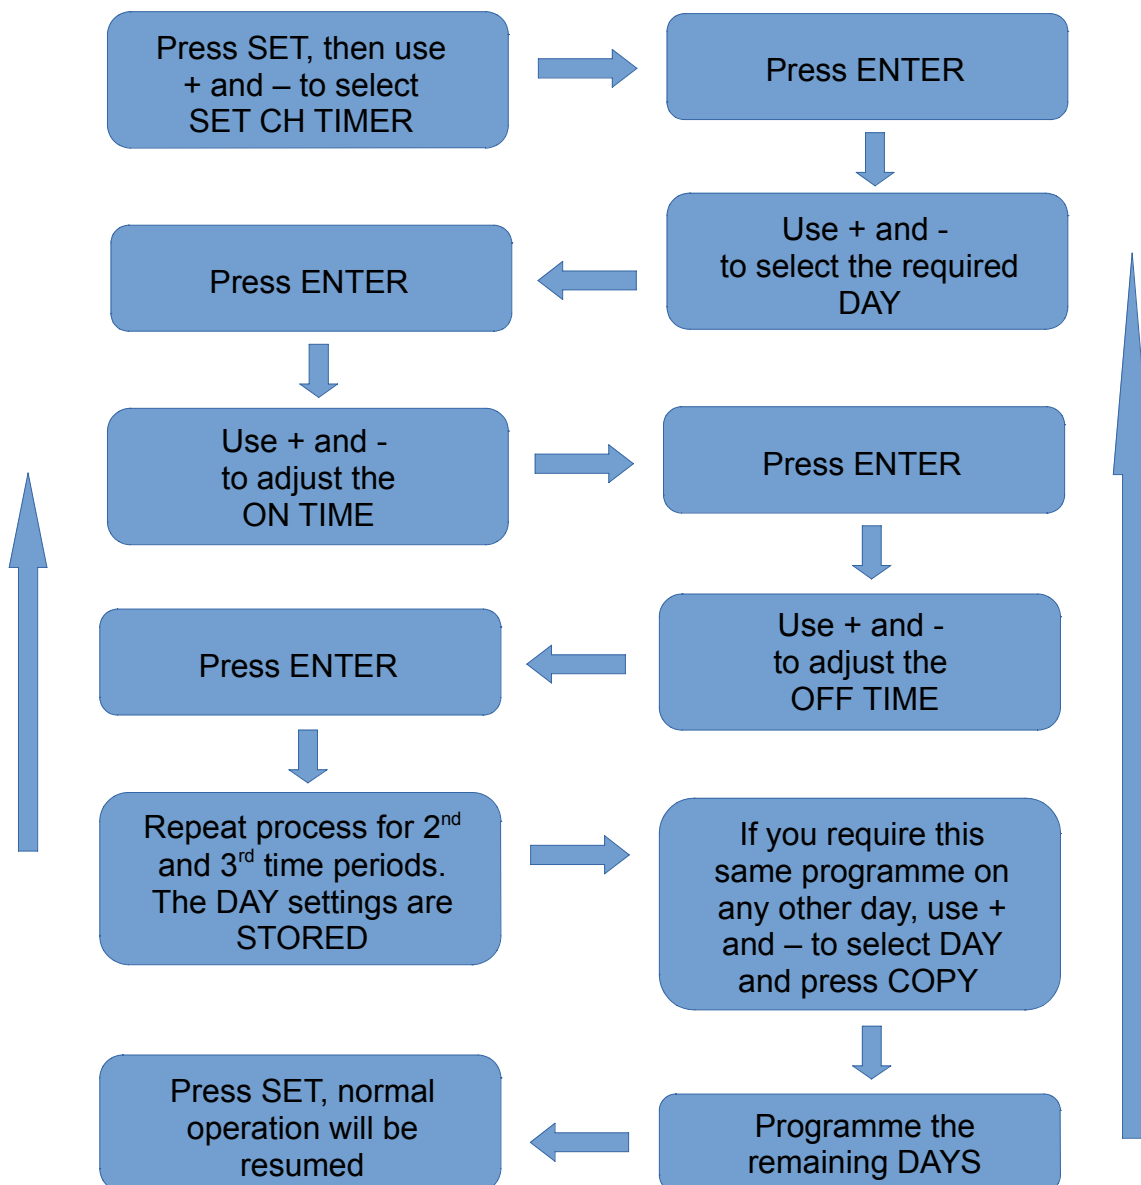 Press SET, then use
+ and – to select
SET CH TIMER
Press ENTER
Use + and -
to select the required
DAY
Press ENTER
Use + and -
to adjust the
ON TIME
Press ENTER
Use + and -
to adjust the
OFF TIME
Press ENTER
Repeat process for 2nd
and 3rd time periods.
The DAY settings are
STORED
If you require this
same programme on
any other day, use +
and – to select DAY
and press COPY
Programme the
remaining DAYS
Press SET, normal
operation will be
resumed